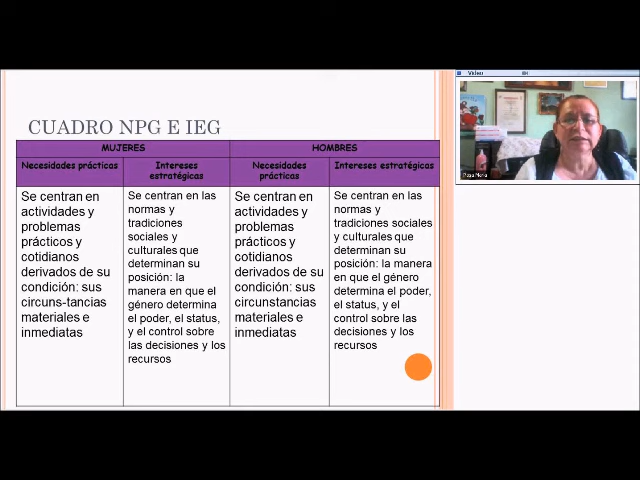 Video
CUADRO NPG E IEG
MUJERES
HOMBRES
Necesidades prácticas
Intereses
estratégicas
Necesidades
prácticas
Intereses estratégicas
Se centran en
actividades y
problemas
prácticos y
cotidianos
derivados de su
condición: sus
circuns-tancias
materiales e
inmediatas
Se centran en las
normas y
tradiciones
sociales y
culturales que
determinan su
posición: la
manera en que el
género determina
el poder, el status,
y el control sobre
las decisiones y los
recursos
Se centran en
actividades y
problemas
prácticos y
cotidianos
derivados de su
condición: sus
circunstancias
materiales e
inmediatas
Se centran en las
normas y
tradiciones sociales
y culturales que
determinan su
posición: la manera
en que el género
determina el poder,
el status, y el
control sobre las
decisiones y los
recursos